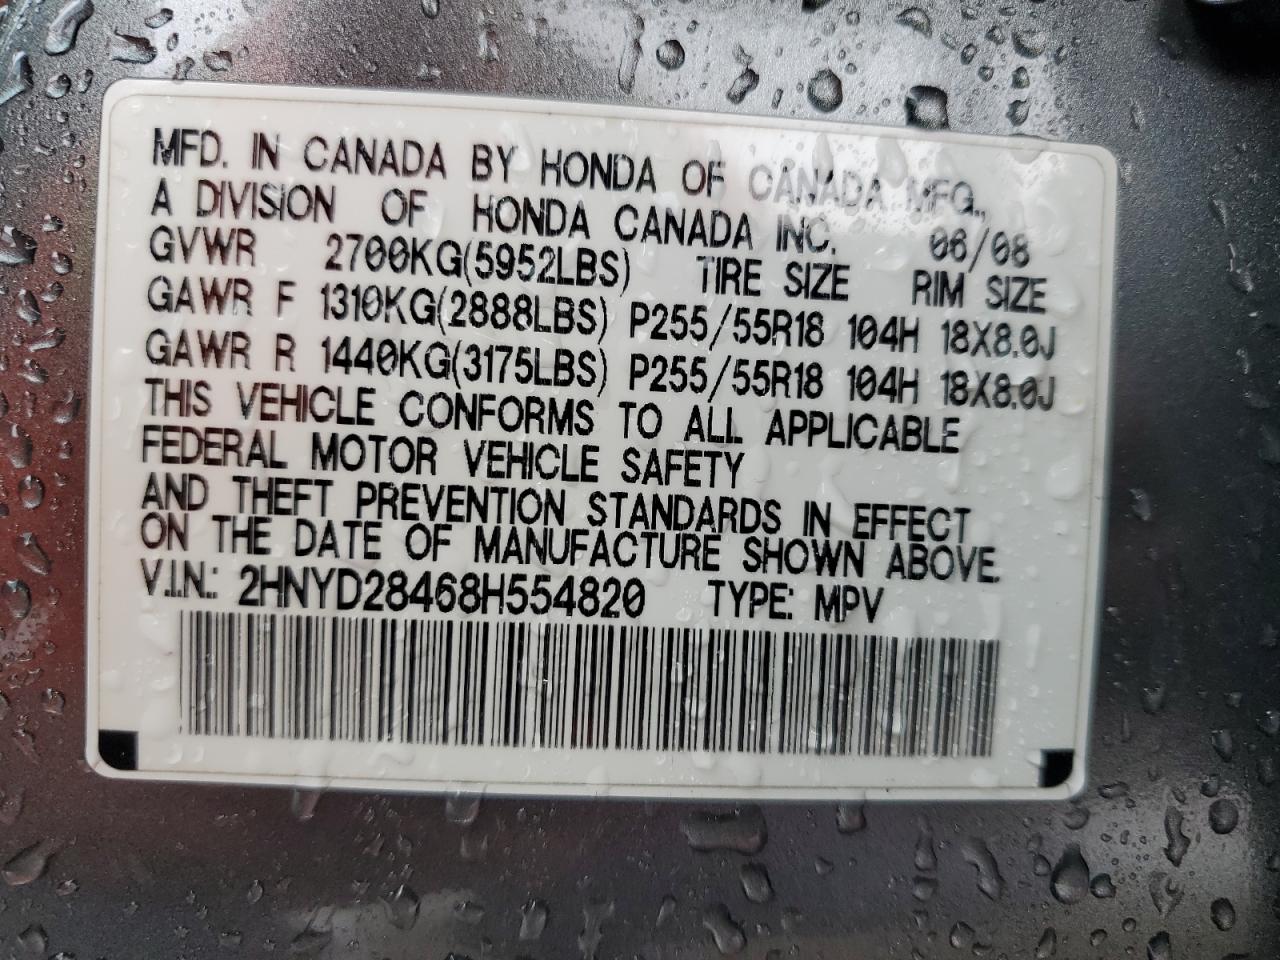 MFD. IN CANADA BY HONDA OF CANADA MFG.,
A DIVISION OF HONDA CANADA INC. 06/08
GVWR 2700KG(5952LBS) TIRE SIZE RIM SIZE
GAWR F 1310KG(2888LBS) P255/55R18 104H 18X8.0J
GAWR R 1440KG(3175LBS) P255/55R18 104H 18X8.0J
THIS VEHICLE CONFORMS TO ALL APPLICABLE
FEDERAL MOTOR VEHICLE SAFETY
AND THEFT PREVENTION STANDARDS IN EFFECT
ON THE DATE OF MANUFACTURE SHOWN ABOVE.
V.I.N.: 2HNYD28468H554820 TYPE: MPV